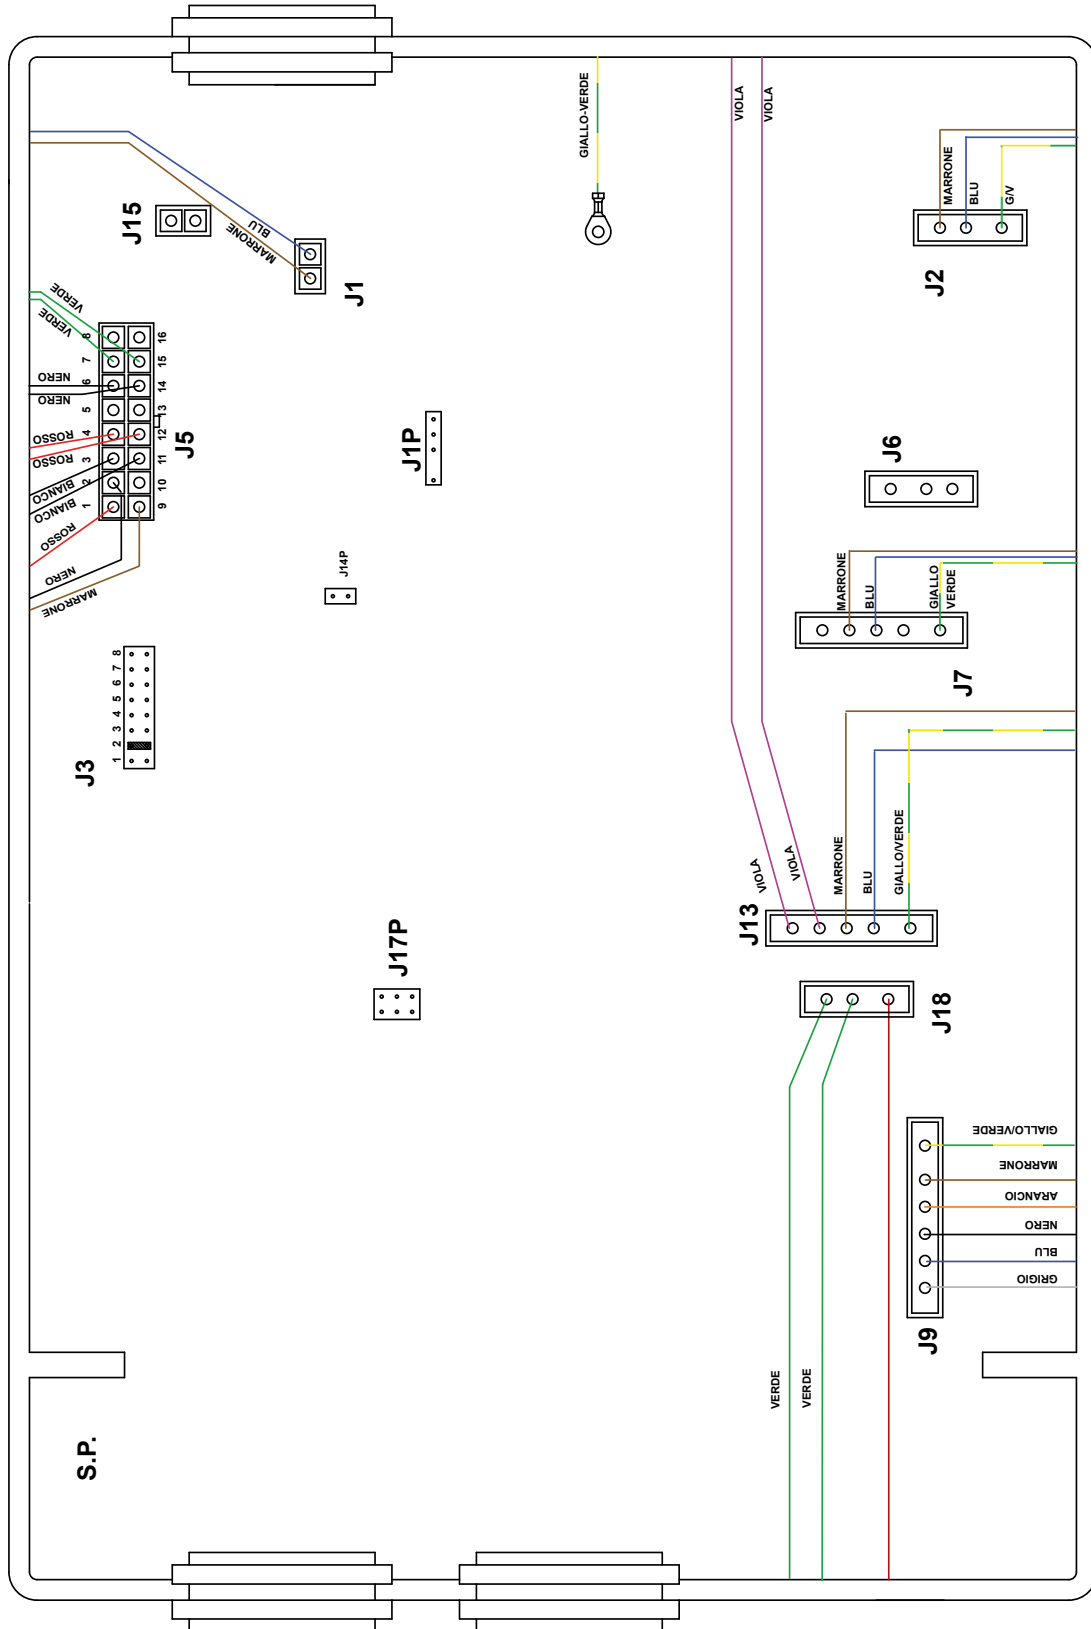 GIALLO-VERDE
VIOLA
VIOLA
MARRONE
BLU
G/V
J2
J15
BLU
MARRONE
J1
VERDE
VERDE
NERO
NERO
ROSSO
ROSSO
BIANCO
BIANCO
ROSSO
NERO
MARRONE
1
2
3
4
5
6
7
8
9
10
11
12
13
14
15
16
J5
J1P
J14P
J6
MARRONE
BLU
GIALLO
VERDE
J7
J3
1
2
3
4
5
6
7
8
J17P
VIOLA
VIOLA
MARRONE
BLU
GIALLO/VERDE
J13
J18
GIALLO/VERDE
MARRONE
ARANCIO
NERO
BLU
GRIGIO
J9
VERDE
VERDE
S.P.